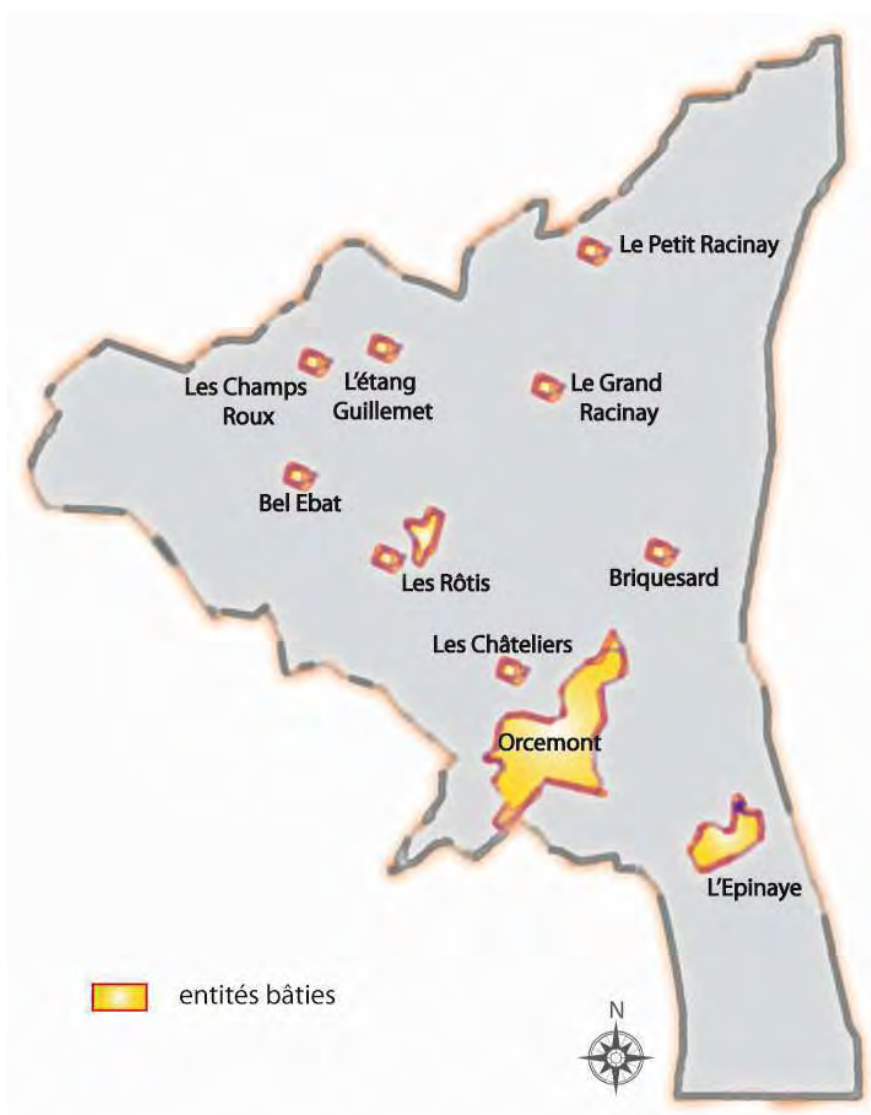 Le Petit Racinay
Les Champs
Roux
L'étang
Guillemet
Le Grand
Racinay
Bel Ebat
Les Rôtis
Briquesard
Les Châteliers
Orcemont
L'Epinaye
entités bâties
N